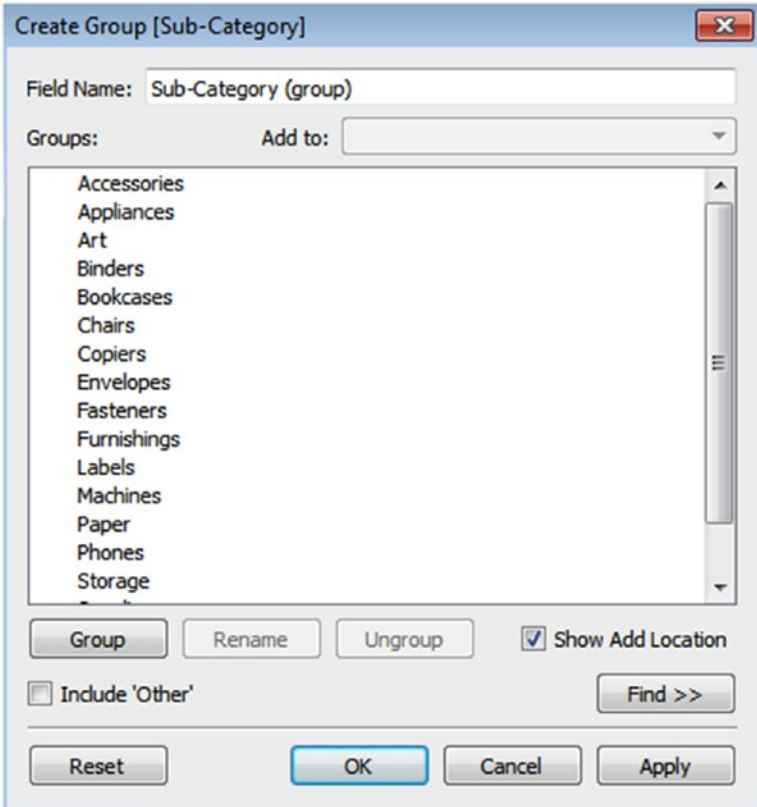 Create Group [Sub-Category]
Field Name: Sub-Category (group)
Groups: Add to:
Accessories
Appliances
Art
Binders
Bookcases
Chairs
Copiers
Envelopes
Fasteners
Furnishings
Labels
Machines
Paper
Phones
Storage
Group Rename Ungroup Show Add Location
Include 'Other' Find >>
Reset OK Cancel Apply